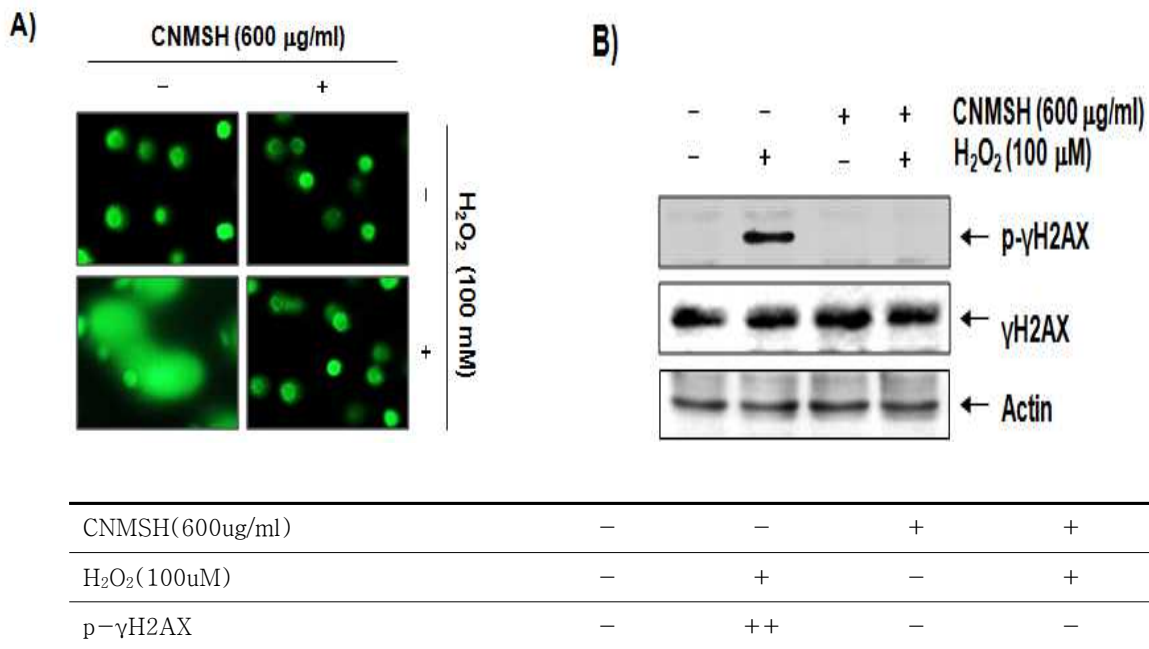 A)
CNMSH (600 μg/ml)
− +
− +
H₂O₂ (100 mM)
B)
− − + + CNMSH (600 μg/ml)
− + − + H₂O₂ (100 μM)
← p-γH2AX
← γH2AX
← Actin
CNMSH(600ug/ml) − − + +
H₂O₂(100uM) − + − +
p−γH2AX − ++ − −